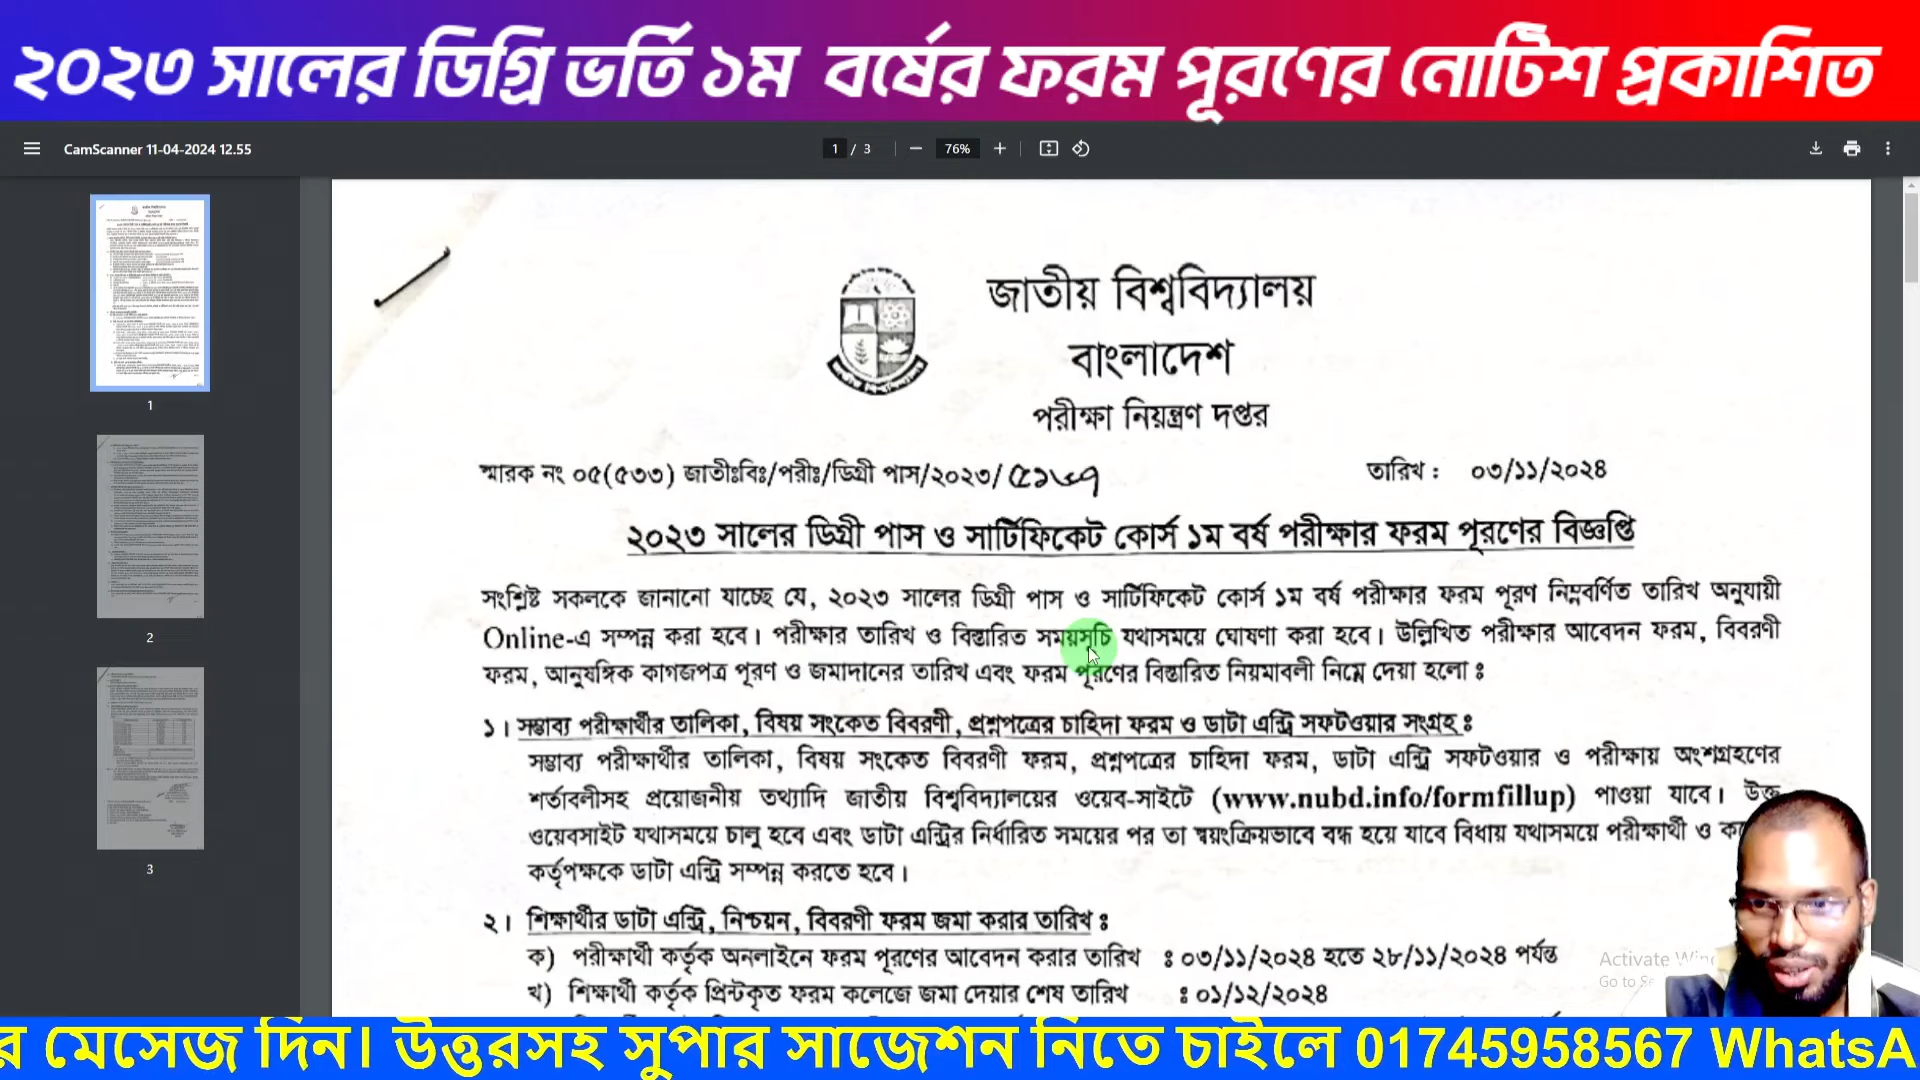 ২০২৩ সালের ডিগ্রি ভর্তি ১ম বর্ষের ফরম পূরণের নোটিশ প্রকাশিত
CamScanner 11-04-2024 12.55
1 / 3
76%
জাতীয় বিশ্ববিদ্যালয়
বাংলাদেশ
পরীক্ষা নিয়ন্ত্রণ দপ্তর
স্মারক নং ০৫(৫৩৩) জাতীঃবিঃ/পরীঃ/ডিগ্রী পাস/২০২৩/
তারিখ : ০৩/১১/২০২৪
২০২৩ সালের ডিগ্রী পাস ও সার্টিফিকেট কোর্স ১ম বর্ষ পরীক্ষার ফরম পূরণের বিজ্ঞপ্তি
সংশ্লিষ্ট সকলকে জানানো যাচ্ছে যে, ২০২৩ সালের ডিগ্রী পাস ও সার্টিফিকেট কোর্স ১ম বর্ষ পরীক্ষার ফরম পূরণ নিম্নবর্ণিত তারিখ অনুযায়ী
Online-এ সম্পন্ন করা হবে। পরীক্ষার তারিখ ও বিস্তারিত সময়সূচি যথাসময়ে ঘোষণা করা হবে। উল্লিখিত পরীক্ষার আবেদন ফরম, বিবরণী
ফরম, আনুষঙ্গিক কাগজপত্র পূরণ ও জমাদানের তারিখ এবং ফরম পূরণের বিস্তারিত নিয়মাবলী নিম্নে দেয়া হলো ঃ
১। সম্ভাব্য পরীক্ষার্থীর তালিকা, বিষয় সংকেত বিবরণী, প্রশ্নপত্রের চাহিদা ফরম ও ডাটা এন্ট্রি সফটওয়ার সংগ্রহ ঃ
সম্ভাব্য পরীক্ষার্থীর তালিকা, বিষয় সংকেত বিবরণী ফরম, প্রশ্নপত্রের চাহিদা ফরম, ডাটা এন্ট্রি সফটওয়ার ও পরীক্ষায় অংশগ্রহণের
শর্তাবলীসহ প্রয়োজনীয় তথ্যাদি জাতীয় বিশ্ববিদ্যালয়ের ওয়েব-সাইটে (www.nubd.info/formfillup) পাওয়া যাবে। উক্ত
ওয়েবসাইট যথাসময়ে চালু হবে এবং ডাটা এন্ট্রির নির্ধারিত সময়ের পর তা স্বয়ংক্রিয়ভাবে বন্ধ হয়ে যাবে বিধায় যথাসময়ে পরীক্ষার্থী ও
কর্তৃপক্ষকে ডাটা এন্ট্রি সম্পন্ন করতে হবে।
২। শিক্ষার্থীর ডাটা এন্ট্রি, নিশ্চয়ন, বিবরণী ফরম জমা করার তারিখ ঃ
ক) পরীক্ষার্থী কর্তৃক অনলাইনে ফরম পূরণের আবেদন করার তারিখ ঃ ০৩/১১/২০২৪ হতে ২৮/১১/২০২৪ পর্যন্ত
খ) শিক্ষার্থী কর্তৃক প্রিন্টকৃত ফরম কলেজে জমা দেয়ার শেষ তারিখ ঃ ০১/১২/২০২৪
1
2
3
Activate Win
Go to Se
র মেসেজ দিন। উত্তরসহ সুপার সাজেশন নিতে চাইলে 01745958567 WhatsA